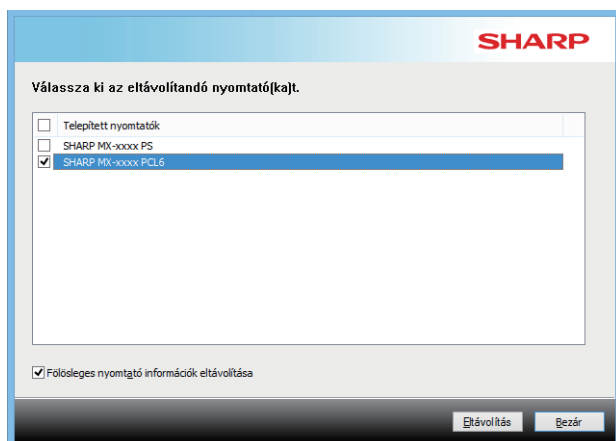 SHARP
Válassza ki az eltávolítandó nyomtató(ka)t.
Telepített nyomtatók
SHARP MX-xxxx PS
SHARP MX-xxxx PCL6
Fölösleges nyomtató információk eltávolítása
Eltávolítás
Bezár